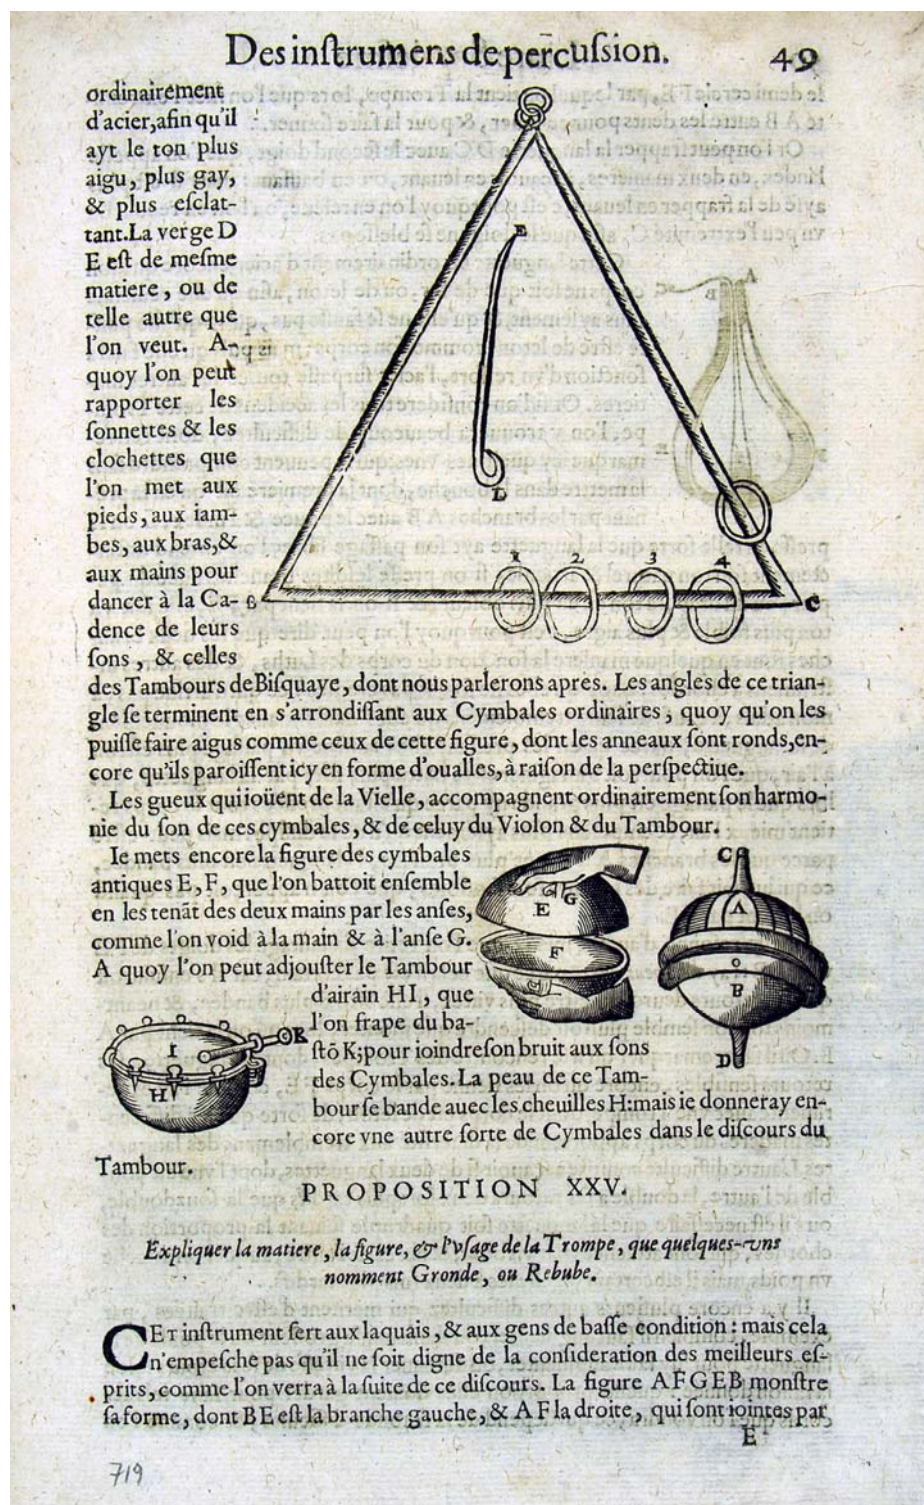 Des inſtrumens de percuſsion. 49
ordinairement
d'acier, afin qu'il
ayt le ton plus
aigu, plus gay,
& plus eſclat-
tant. La verge D
E eſt de meſme
matiere, ou de
telle autre que
l'on veut. A-
quoy l'on peut
rapporter les
ſonnettes & les
clochettes que
l'on met aux
pieds, aux iam-
bes, aux bras, &
aux mains pour
dancer à la Ca-
dence de leurs
ſons, & celles
E
D
B
1 2 3 4
C
des Tambours de Biſquaye, dont nous parlerons apres. Les angles de ce trian-
gle ſe terminent en s'arrondiſſant aux Cymbales ordinaires, quoy qu'on les
puiſſe faire aigus comme ceux de cette figure, dont les anneaux ſont ronds, en-
core qu'ils paroiſſent icy en forme d'oualles, à raiſon de la perſpectiue.
Les gueux qui ioüent de la Vielle, accompagnent ordinairement ſon harmo-
nie du ſon de ces cymbales, & de celuy du Violon & du Tambour.
Ie mets encore la figure des cymbales
antiques E, F, que l'on battoit enſemble
en les tenãt des deux mains par les anſes,
comme l'on void à la main & à l'anſe G.
A quoy l'on peut adjouſter le Tambour
d'airain HI, que
l'on frape du ba-
ſtõ K; pour ioindre ſon bruit aux ſons
des Cymbales. La peau de ce Tam-
bour ſe bande auec les cheuilles H: mais ie donneray en-
core vne autre ſorte de Cymbales dans le diſcours du
Tambour.
E G
F
C
A
B
D
I
H
K
PROPOSITION XXV.
Expliquer la matiere, la figure, & l'vſage de la Trompe, que quelques-vns
nomment Gronde, ou Rebube.
CET inſtrument ſert aux laquais, & aux gens de baſſe condition: mais cela
n'empeſche pas qu'il ne ſoit digne de la conſideration des meilleurs eſ-
prits, comme l'on verra à la ſuite de ce diſcours. La figure AFGEB monſtre
ſa forme, dont BE eſt la branche gauche, & AF la droite, qui ſont iointes par
E
719